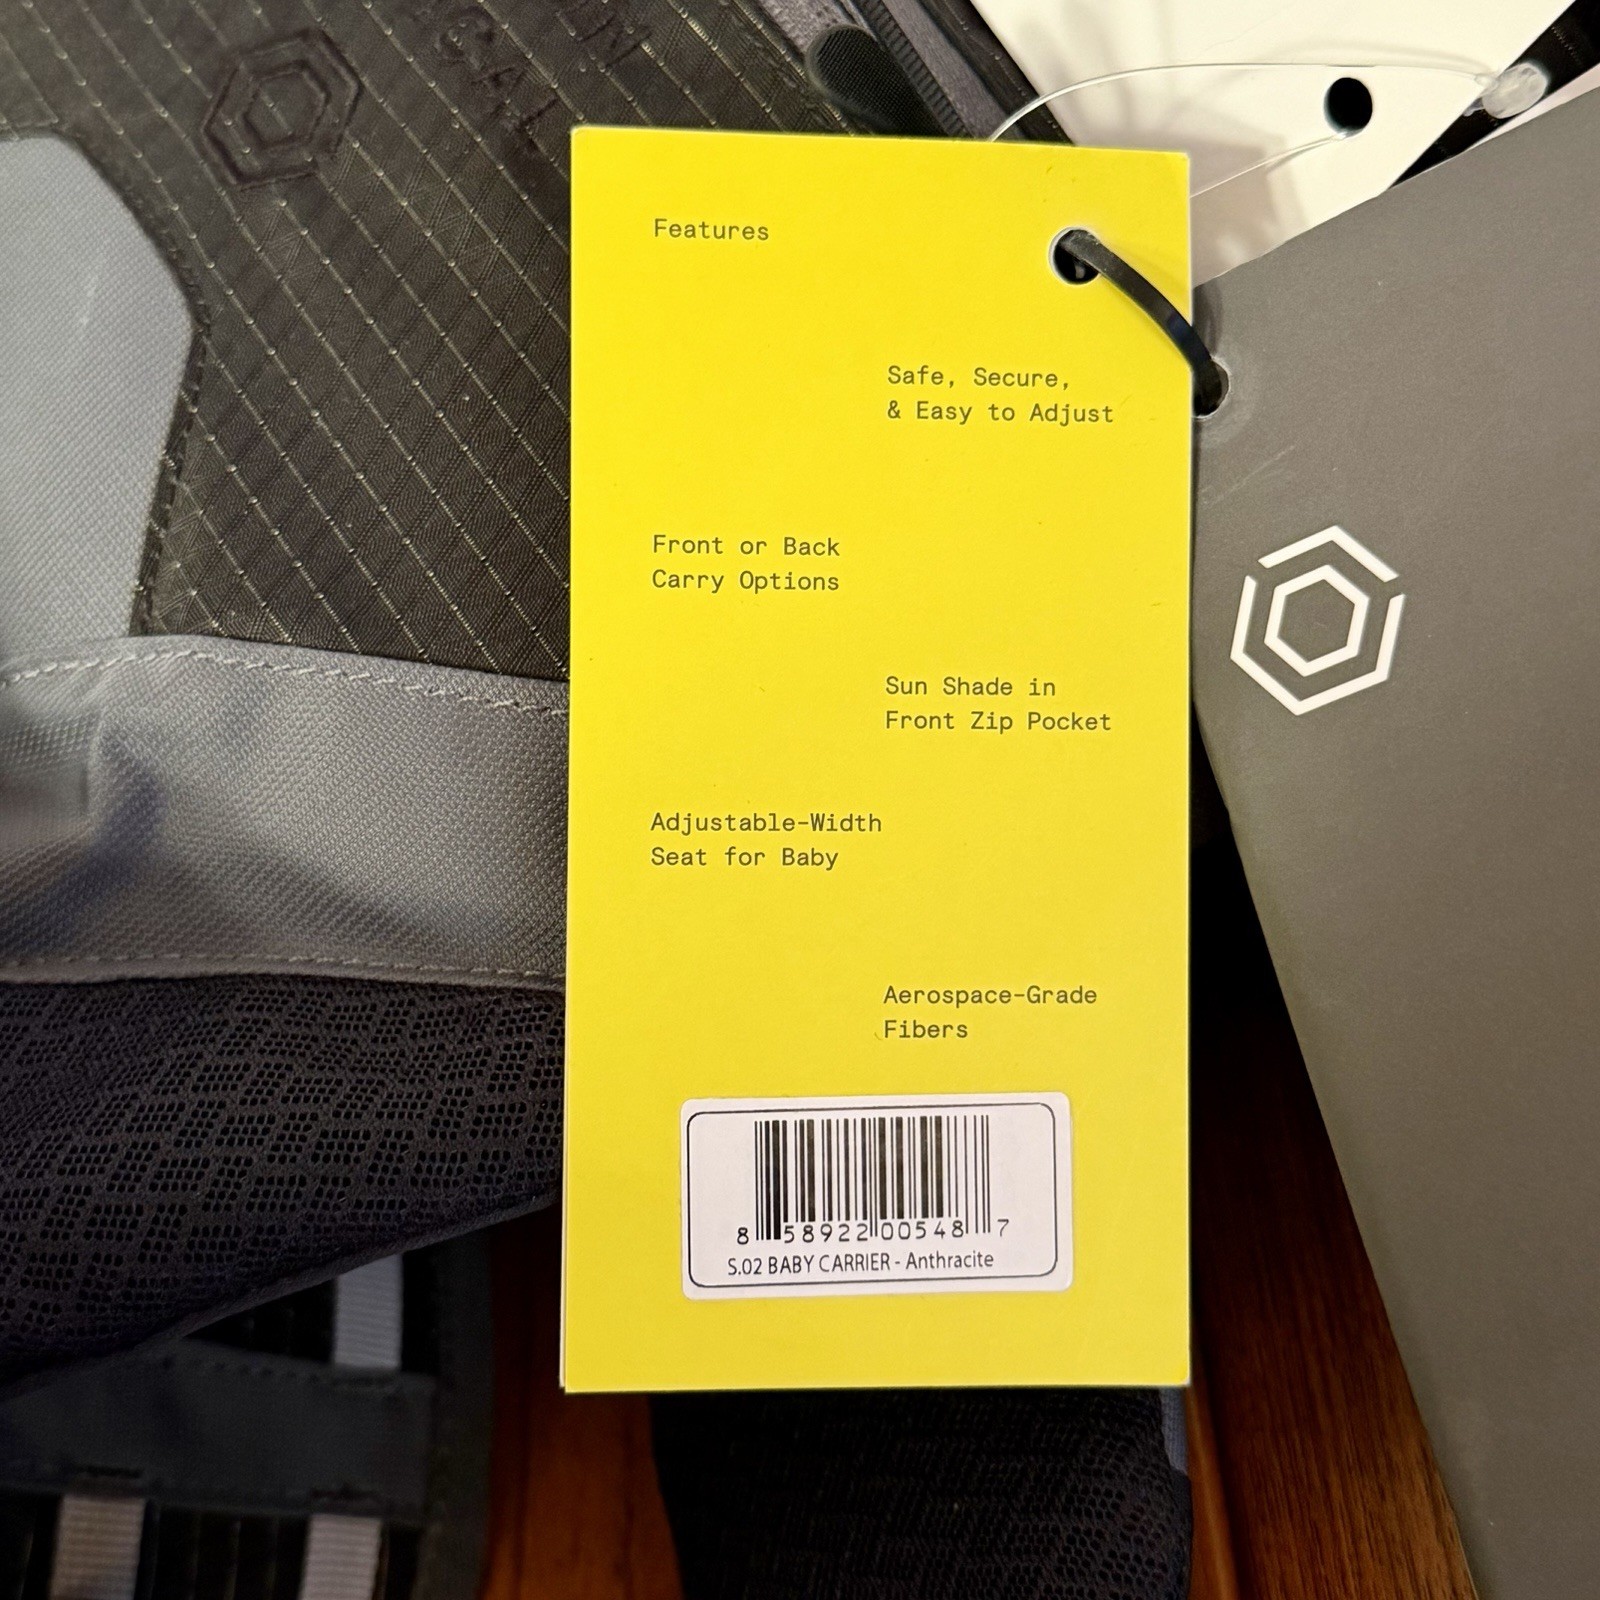 Features
Safe, Secure,
& Easy to Adjust
Front or Back
Carry Options
Sun Shade in
Front Zip Pocket
Adjustable-Width
Seat for Baby
Aerospace-Grade
Fibers
8 58922 00548 7
S.02 BABY CARRIER - Anthracite